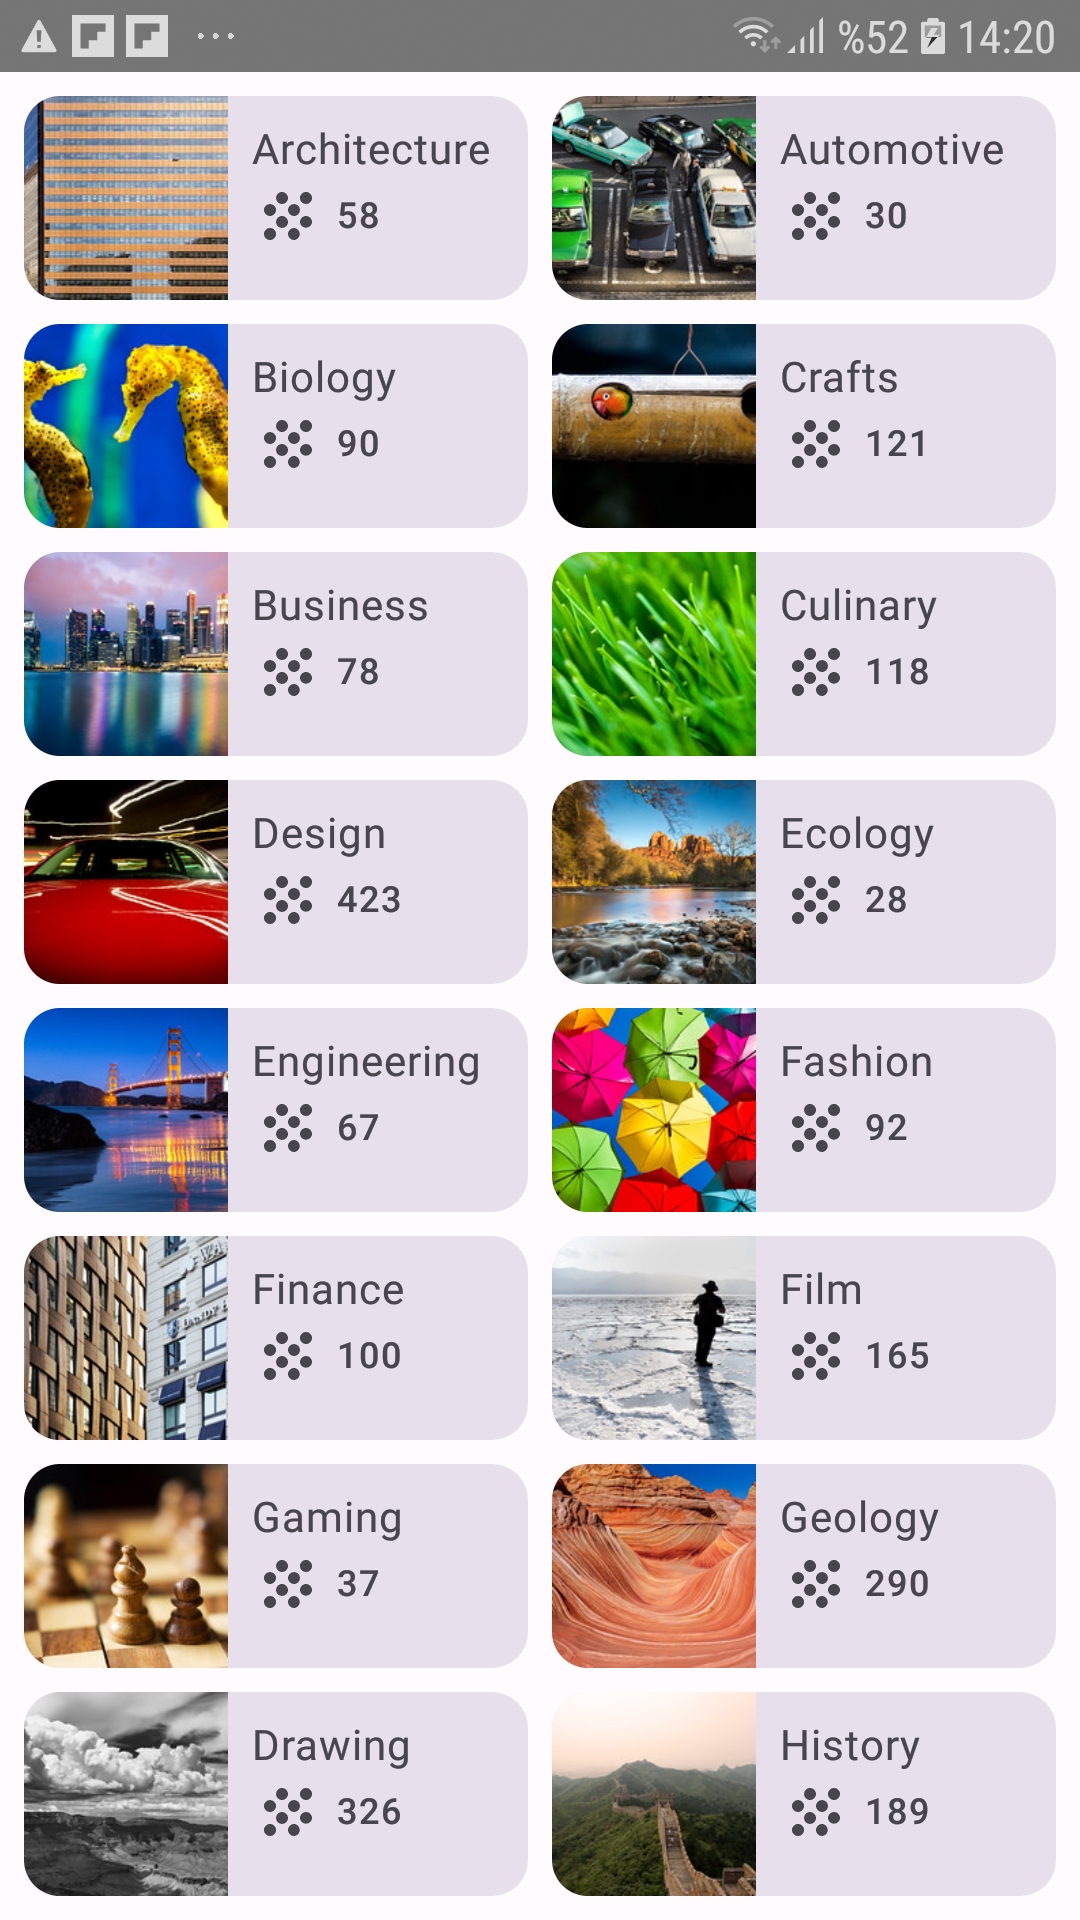 %52 14:20
Architecture
58
Automotive
30
Biology
90
Crafts
121
Business
78
Culinary
118
Design
423
Ecology
28
Engineering
67
Fashion
92
Finance
100
Film
165
Gaming
37
Geology
290
Drawing
326
History
189